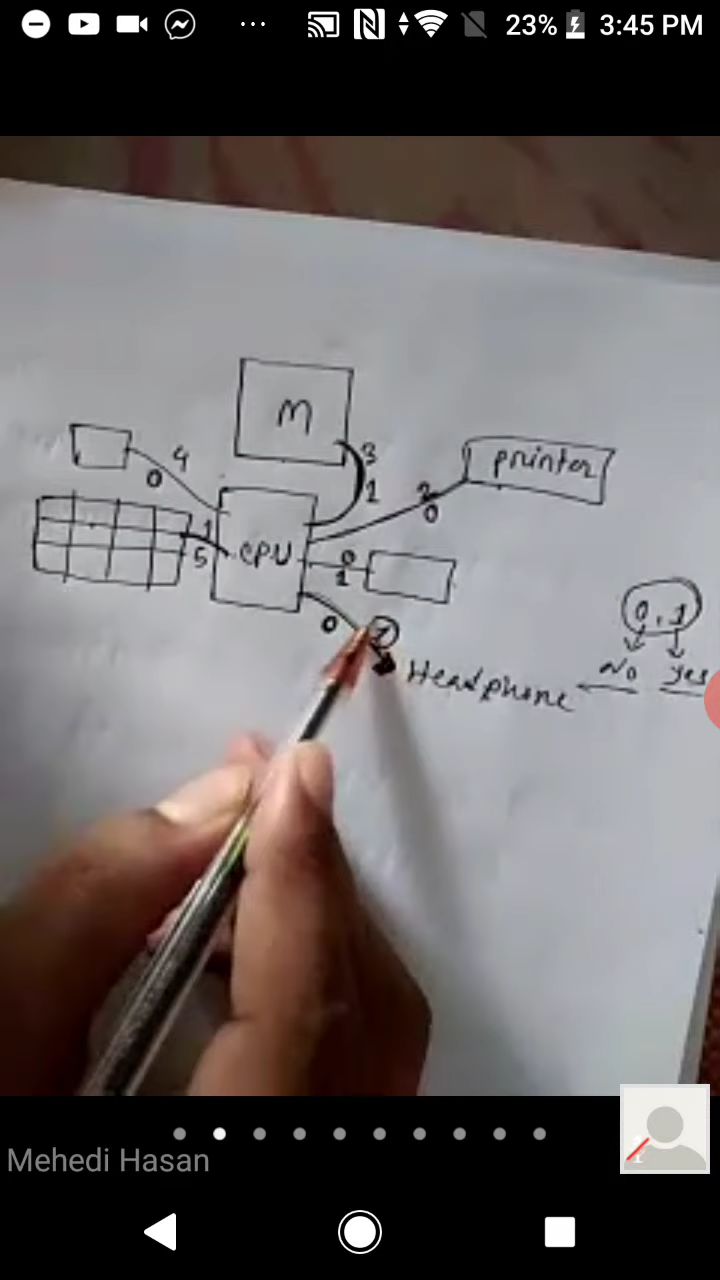 23% 3:45 PM
M
3
1
printer
2
0
4
0
1
5
CPU
0
1
0
1
0, 1
No yes
Headphone
Mehedi Hasan